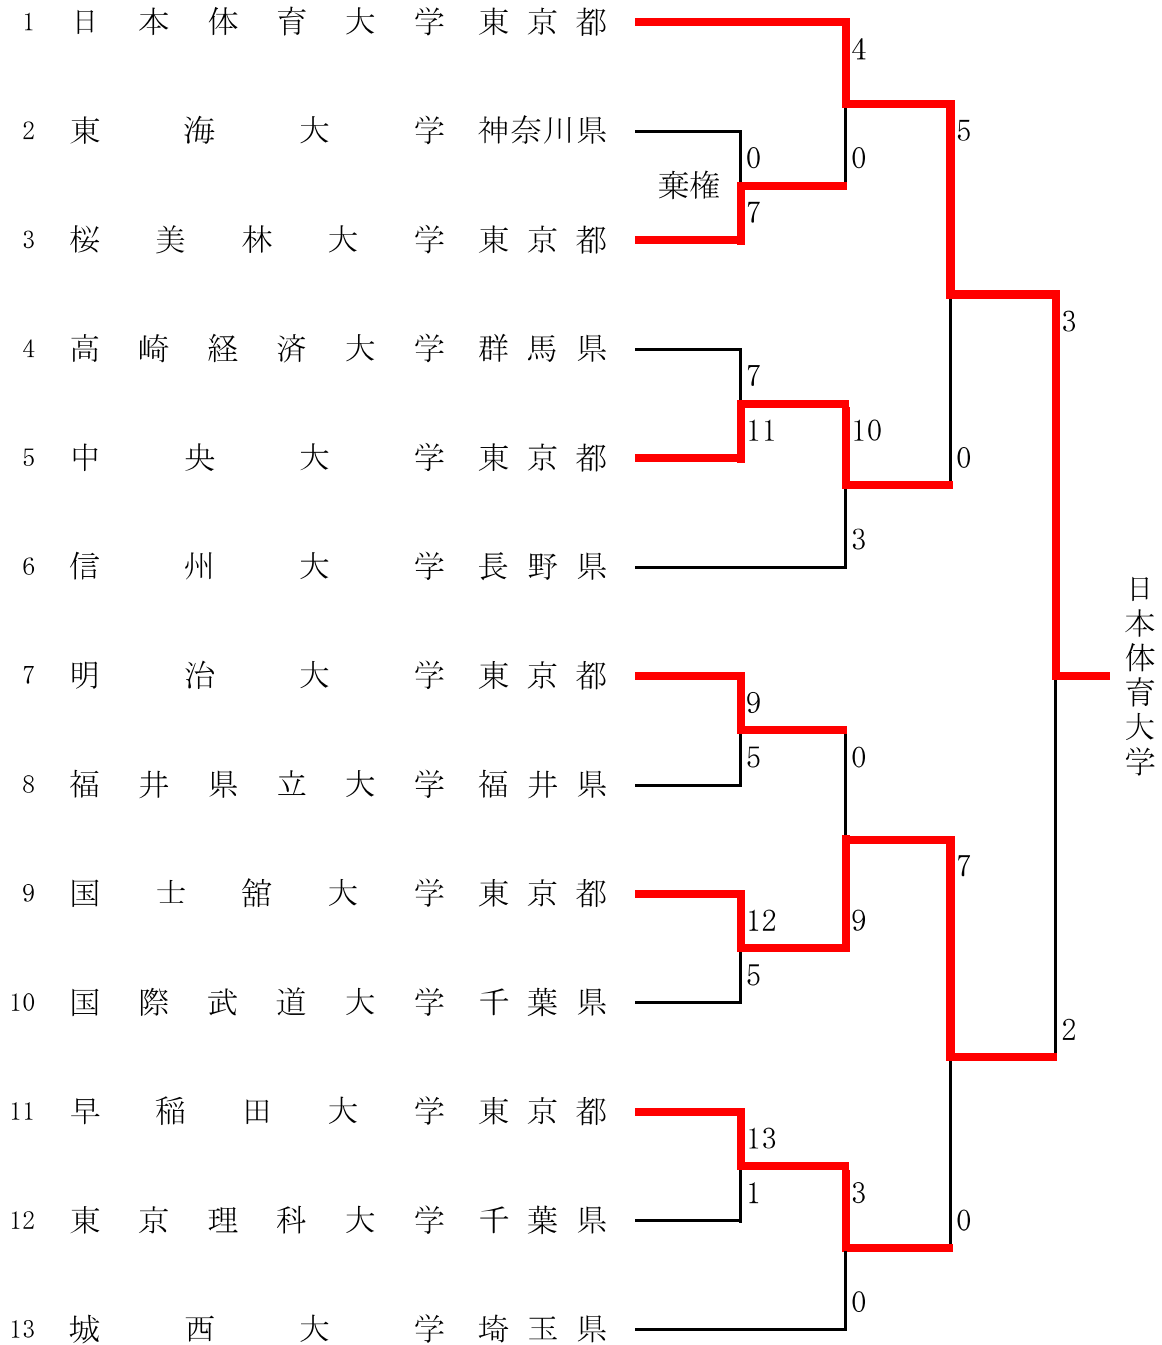 1 日本体育大学 東京都
4
2 東海大学 神奈川県
5
0
0
棄権
7
3 桜美林大学 東京都
3
4 高崎経済大学 群馬県
7
11
10
5 中央大学 東京都
0
3
6 信州大学 長野県
日本体育大学
7 明治大学 東京都
9
5
0
8 福井県立大学 福井県
7
9 国士舘大学 東京都
12
9
5
10 国際武道大学 千葉県
2
11 早稲田大学 東京都
13
1
3
12 東京理科大学 千葉県
0
0
13 城西大学 埼玉県